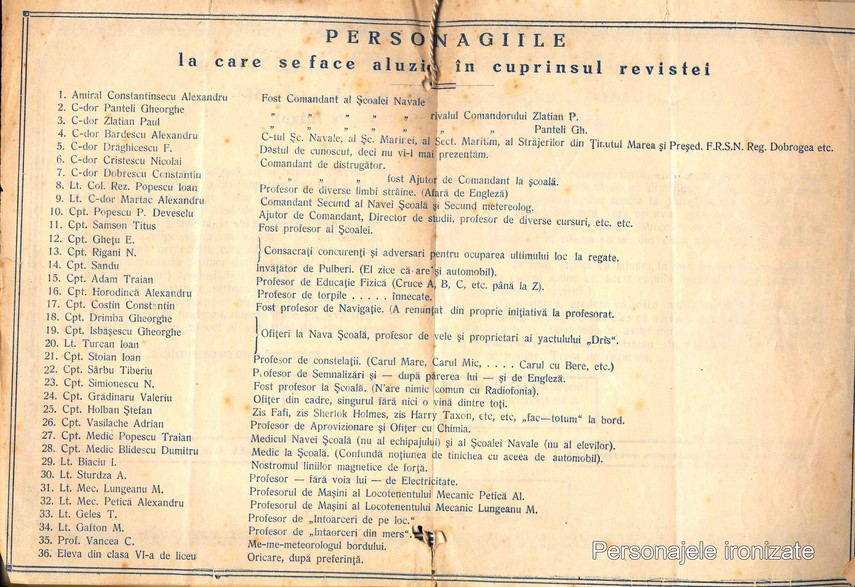 PERSONAGIILE
la care se face aluzie în cuprinsul revistei
1. Amiral Constantinsecu Alexandru Fost Comandant al Şcoalei Navale
2. C-dor Panteli Gheorghe „ „ „ „ „ rivalul Comandorului Zlatian P.
3. C-dor Zlatian Paul „ „ „ „ „ „ Panteli Gh.
4. C-dor Bardescu Alexandru C-tul Şc. Navale, al Şc. Marinei, al Sect. Maritim, al Străjerilor din Ţinutul Marea şi Preşed. F.R.S.N. Reg. Dobrogea etc.
5. C-dor Drăghicescu F. Destul de cunoscut, deci nu vi-l mai prezentăm.
6. C-dor Cristescu Nicolai Comandant de distrugător.
7. C-dor Dobrescu Constantin „ „ „ fost Ajutor de Comandant la şcoală.
8. Lt. Col. Rez. Popescu Ioan Profesor de diverse limbi străine. (Afară de Engleză)
9. Lt. C-dor Martac Alexandru Comandant Secund al Navei Şcoală şi Secund metereolog.
10. Cpt. Popescu P. Deveselu Ajutor de Comandant, Director de studii, profesor de diverse cursuri, etc. etc.
11. Cpt. Samson Titus Fost profesor al Şcoalei.
12. Cpt. Gheţu E.
13. Cpt. Rigani N. Consacraţi concurenţi şi adversari pentru ocuparea ultimului loc la regate.
14. Cpt. Sandu Învăţător de Pulberi. (El zice că are şi automobil).
15. Cpt. Adam Traian Profesor de Educaţie Fizică (Cruce A, B, C, etc. până la Z).
16. Cpt. Horodincă Alexandru Profesor de torpile . . . . . înnecate.
17. Cpt. Costin Constantin Fost profesor de Navigaţie. (A renunţat din proprie iniţiativă la profesorat.
18. Cpt. Drimba Gheorghe
19. Cpt. Isbăşescu Gheorghe Ofiţeri la Nava Şcoală, profesor de vele şi proprietari ai yactulului „Dris“.
20. Lt. Turcan Ioan
21. Cpt. Stoian Ioan Profesor de constelaţii. (Carul Mare, Carul Mic, . . . . Carul cu Bere, etc.)
22. Cpt. Sârbu Tiberiu Profesor de Semnalizări şi — după părerea lui — şi de Engleză.
23. Cpt. Simionescu N. Fost profesor la Şcoală. (N'are nimic comun cu Radiofonia).
24. Cpt. Grădinaru Valeriu Ofiţer din cadre, singurul fără nici o vină dintre toţi.
25. Cpt. Holban Ştefan Zis Fafi, zis Sherlok Holmes, zis Harry Taxon, etc, etc, „fac—totum“ la bord.
26. Cpt. Vasilache Adrian Profesor de Aprovizionare şi Ofiţer cu Chimia.
27. Cpt. Medic Popescu Traian Medicul Navei Şcoală (nu al echipajului) şi al Şcoalei Navale (nu al elevilor).
28. Cpt. Medic Blidescu Dumitru Medic la Şcoală. (Confundă noţiunea de tinichea cu aceea de automobil).
29. Lt. Biaciu I. Nostromul liniilor magnetice de forţă.
30. Lt. Sturdza A. Profesor — fără voia lui — de Electricitate.
31. Lt. Mec. Lungeanu M. Profesorul de Maşini al Locotenentului Mecanic Petică Al.
32. Lt. Mec. Petică Alexandru Profesorul de Maşini al Locotenentului Mecanic Lungeanu M.
33. Lt. Geles T. Profesor de „Intoarceri de pe loc.“
34. Lt. Gafton M. Profesor de „Intaorceri din mers“.
35. Prof. Vancea C. Me-me-meteorologul bordului.
36. Eleva din clasa VI-a de liceu Oricare, după preferinţă.
Personajele ironizate